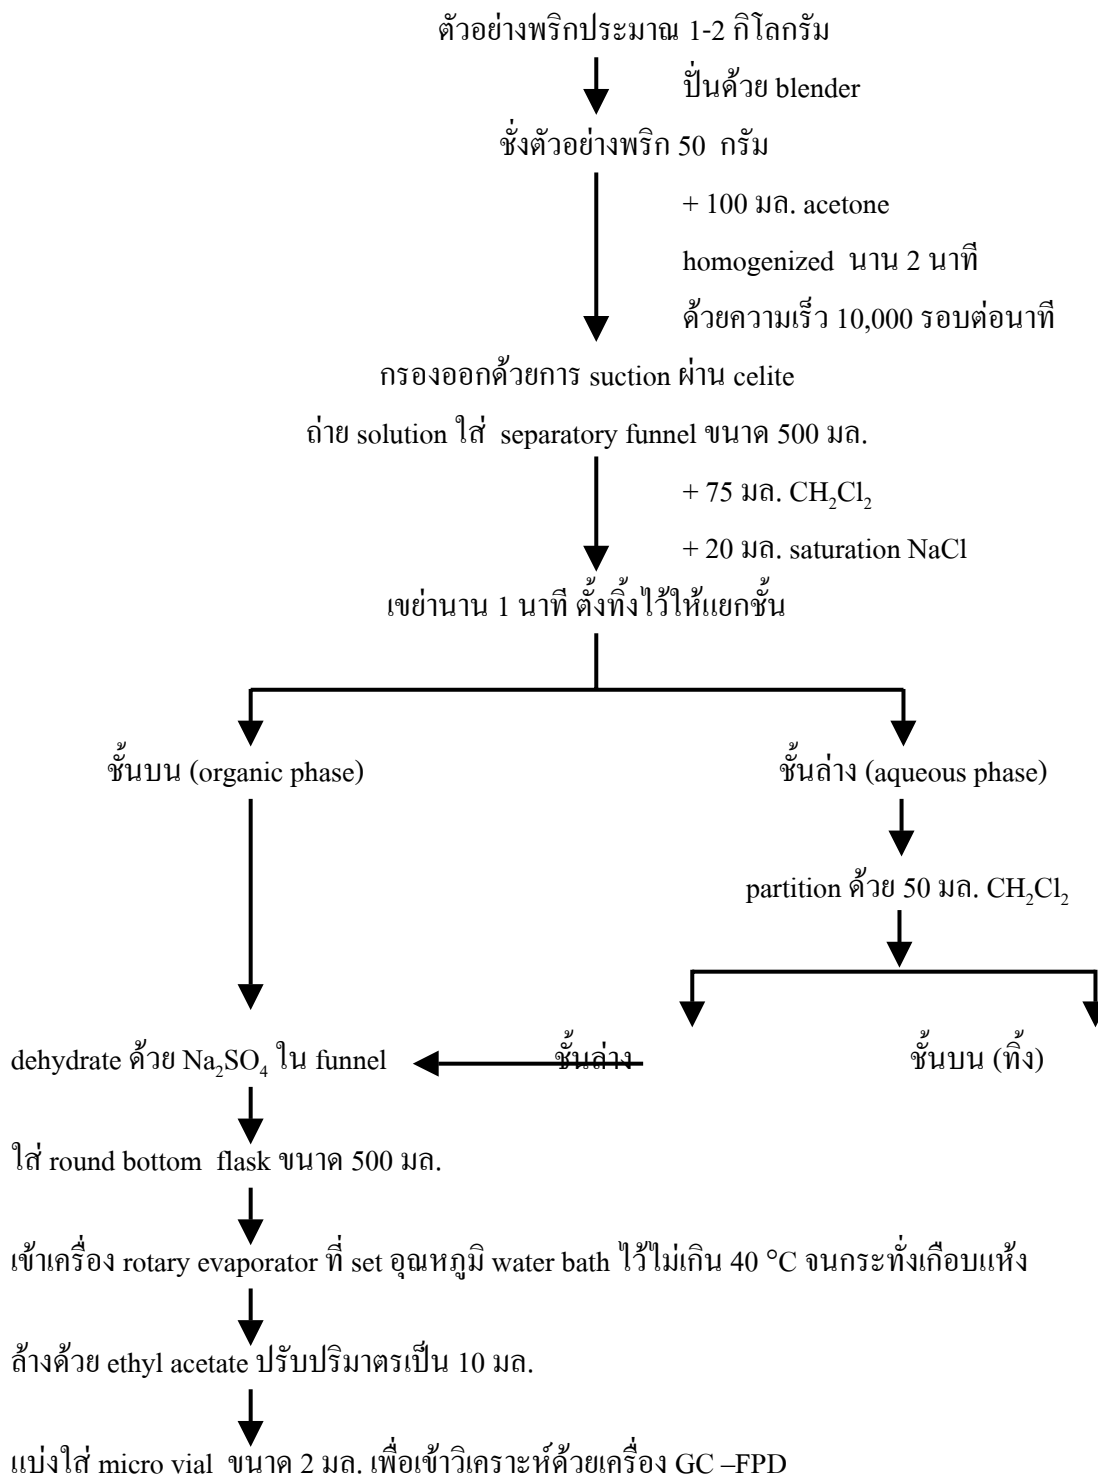 ตัวอย่างพริกประมาณ 1-2 กิโลกรัม
ปั่นด้วย blender
ชั่งตัวอย่างพริก 50 กรัม
+ 100 มล. acetone
homogenized นาน 2 นาที
ด้วยความเร็ว 10,000 รอบต่อนาที
กรองออกด้วยการ suction ผ่าน celite
ถ่าย solution ใส่ separatory funnel ขนาด 500 มล.
+ 75 มล. CH₂Cl₂
+ 20 มล. saturation NaCl
เขย่านาน 1 นาที ตั้งทิ้งไว้ให้แยกชั้น
ชั้นบน (organic phase)
ชั้นล่าง (aqueous phase)
partition ด้วย 50 มล. CH₂Cl₂
dehydrate ด้วย Na₂SO₄ ใน funnel
ชั้นล่าง
ชั้นบน (ทิ้ง)
ใส่ round bottom flask ขนาด 500 มล.
เข้าเครื่อง rotary evaporator ที่ set อุณหภูมิ water bath ไว้ไม่เกิน 40 °C จนกระทั่งเกือบแห้ง
ล้างด้วย ethyl acetate ปรับปริมาตรเป็น 10 มล.
แบ่งใส่ micro vial ขนาด 2 มล. เพื่อเข้าวิเคราะห์ด้วยเครื่อง GC –FPD